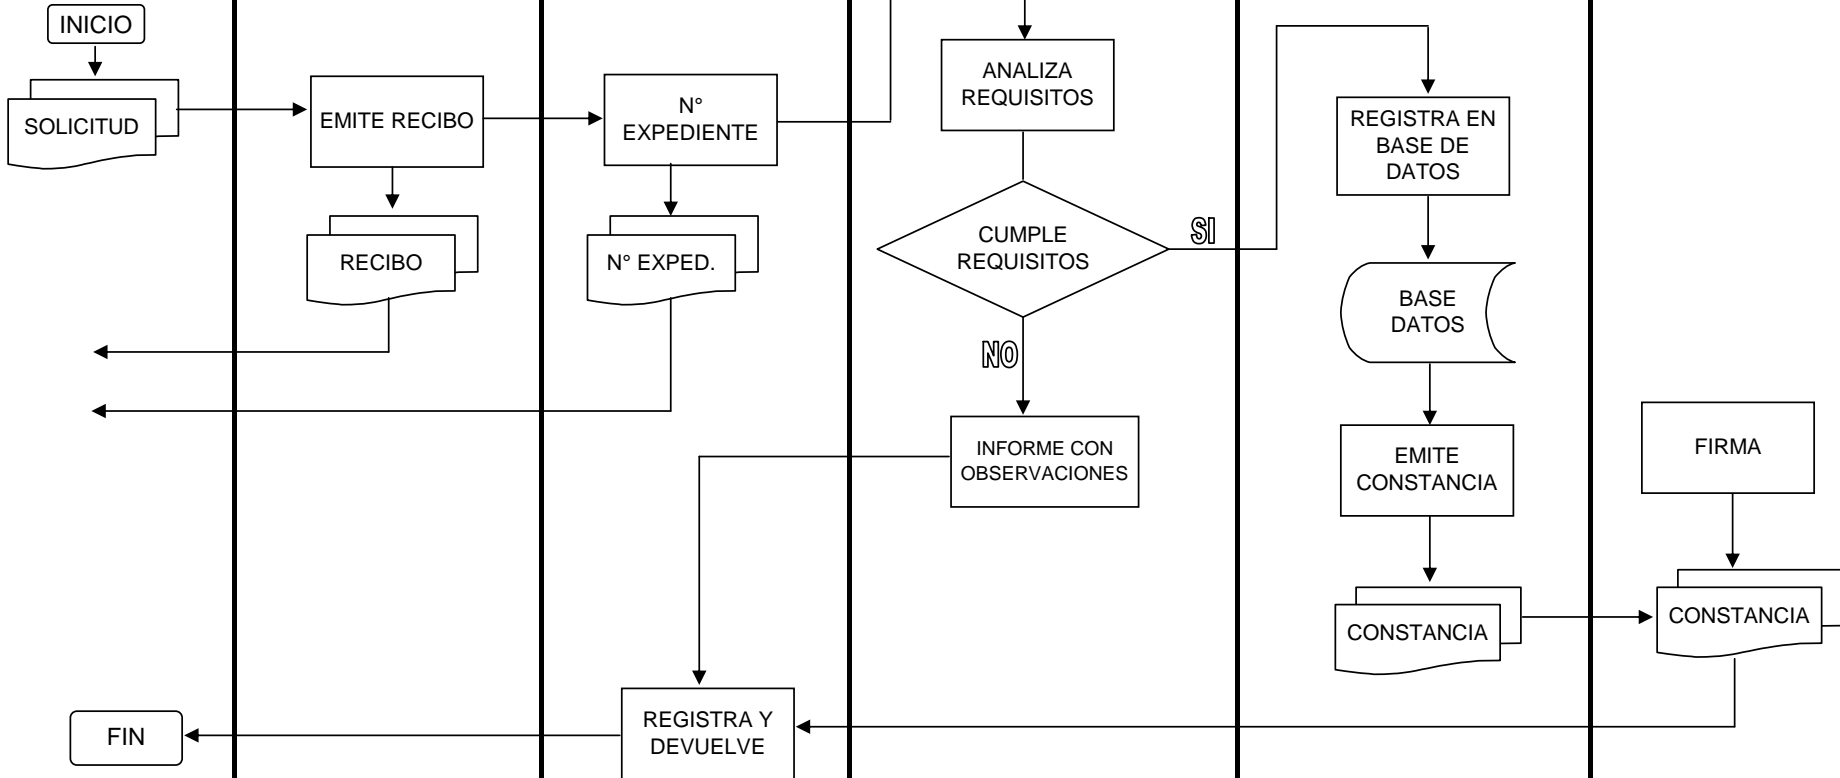 INICIO
SOLICITUD
EMITE RECIBO
RECIBO
N°
EXPEDIENTE
N° EXPED.
ANALIZA
REQUISITOS
CUMPLE
REQUISITOS
SI
NO
INFORME CON
OBSERVACIONES
REGISTRA EN
BASE DE
DATOS
BASE
DATOS
EMITE
CONSTANCIA
CONSTANCIA
FIRMA
CONSTANCIA
REGISTRA Y
DEVUELVE
FIN